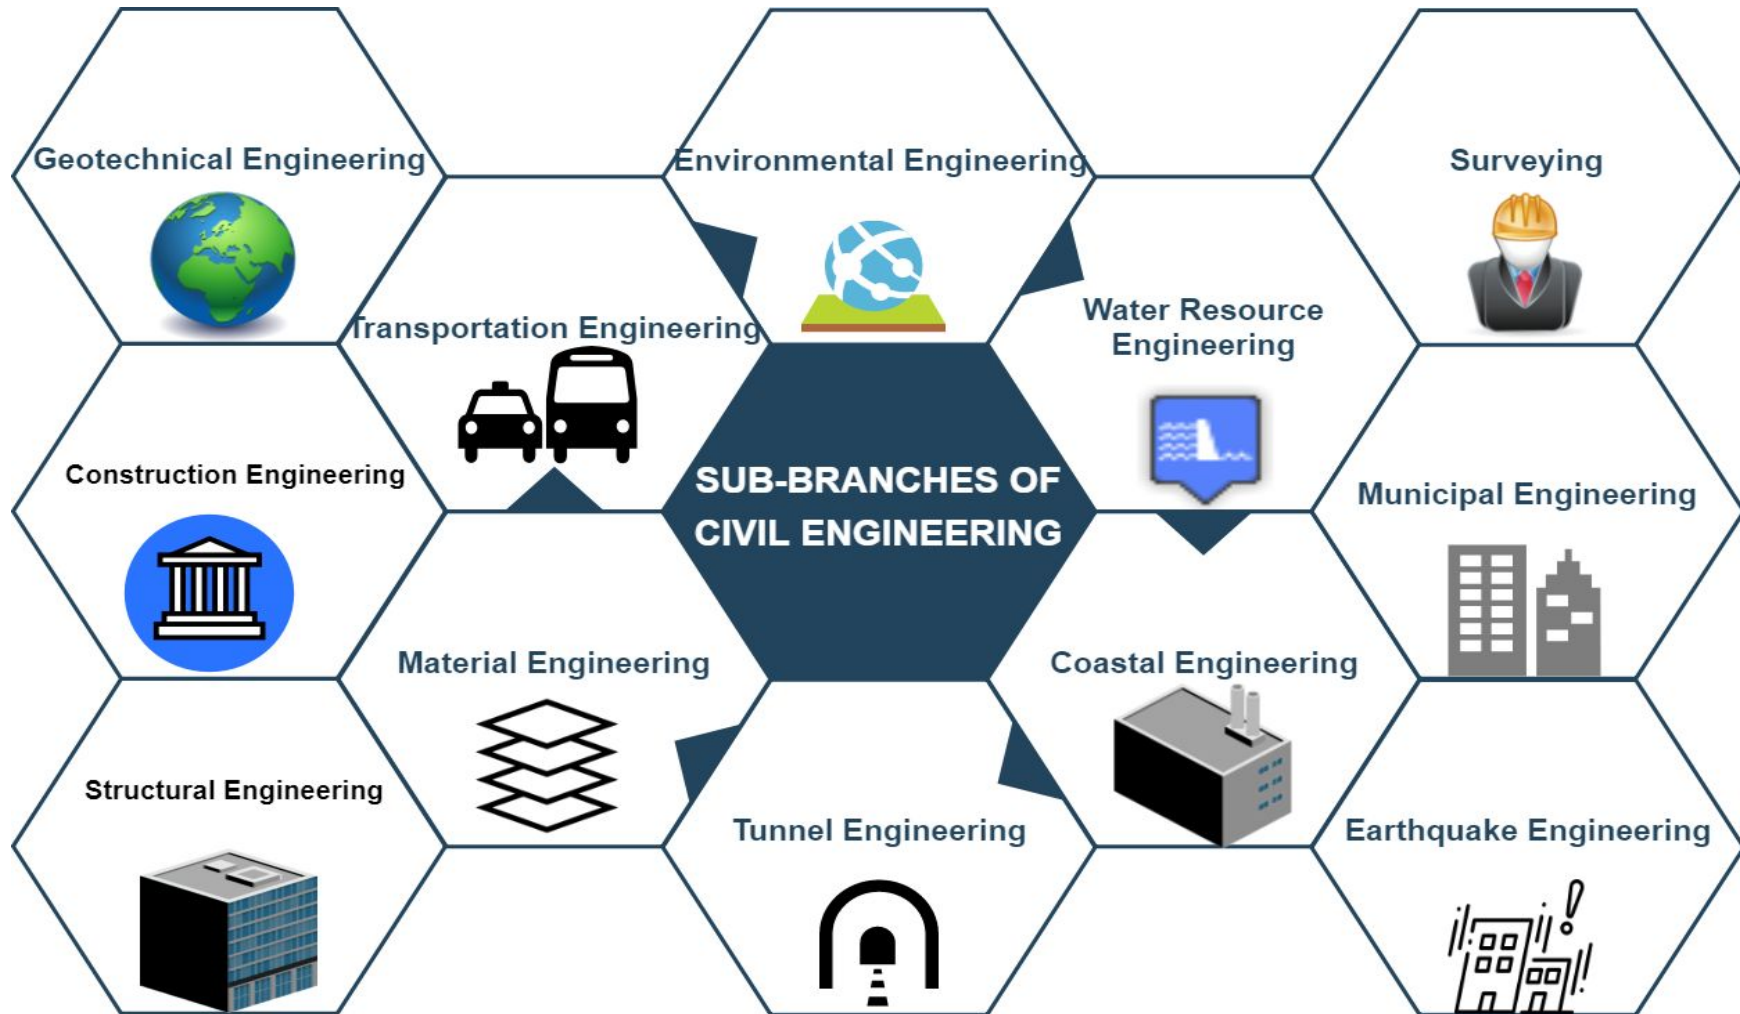 Geotechnical Engineering
Environmental Engineering
Surveying
Transportation Engineering
Water Resource
Engineering
Construction Engineering
SUB-BRANCHES OF
CIVIL ENGINEERING
Municipal Engineering
Material Engineering
Coastal Engineering
Structural Engineering
Tunnel Engineering
Earthquake Engineering